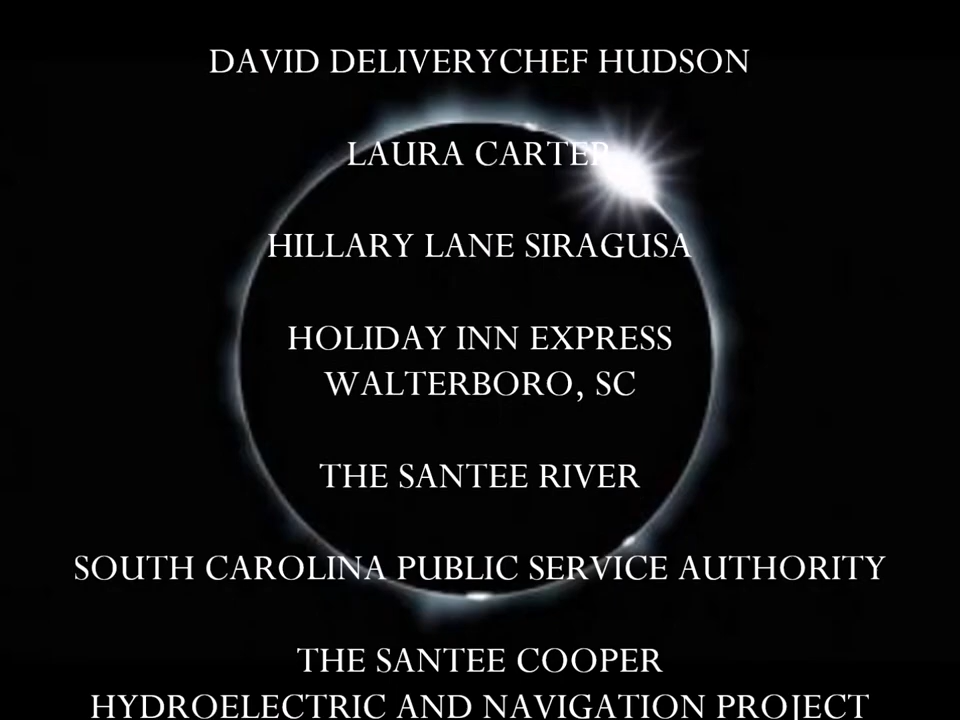 DAVID DELIVERYCHEF HUDSON
LAURA CARTER
HILLARY LANE SIRAGUSA
HOLIDAY INN EXPRESS
WALTERBORO, SC
THE SANTEE RIVER
SOUTH CAROLINA PUBLIC SERVICE AUTHORITY
THE SANTEE COOPER
HYDROELECTRIC AND NAVIGATION PROJECT